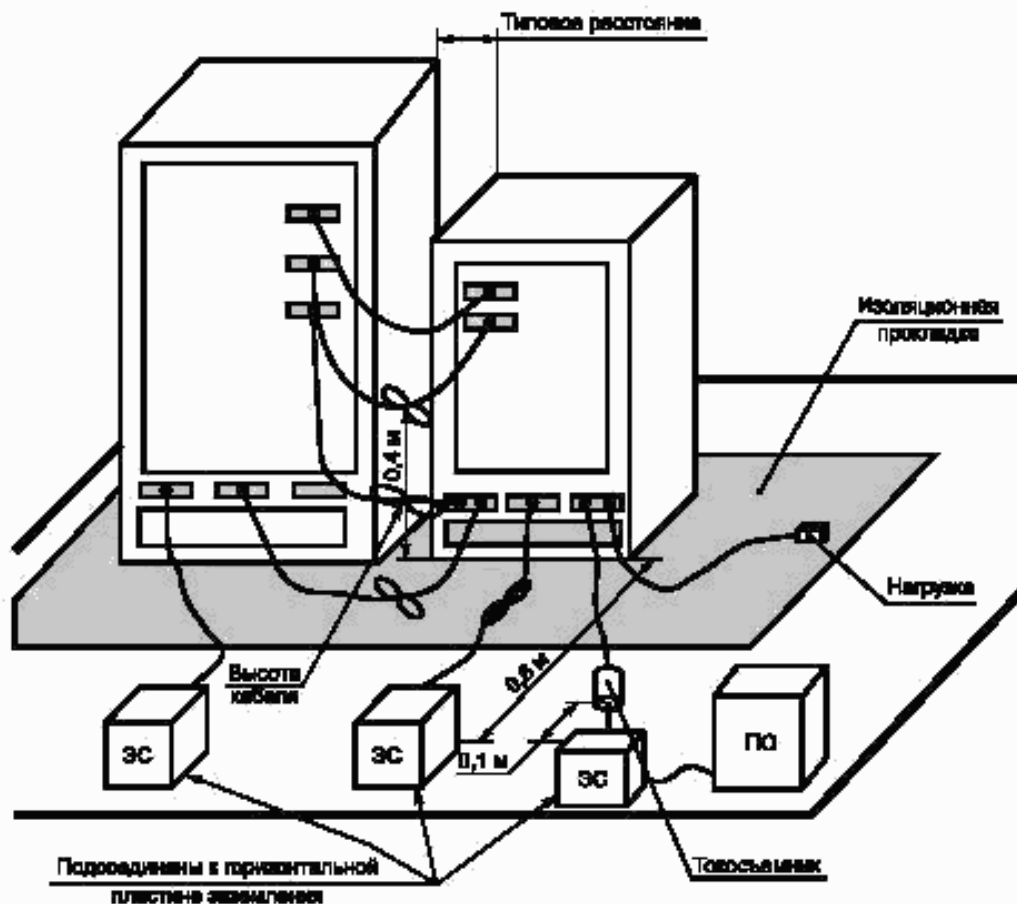 Типовое расстояние
Изоляционная
прокладка
0,4 м
Нагрузка
Высота
кабеля
0,8 м
0,1 м
ЭС
ЭС
ЭС
ПО
Подсоединены к горизонтальной
пластине заземления
Токосъемник